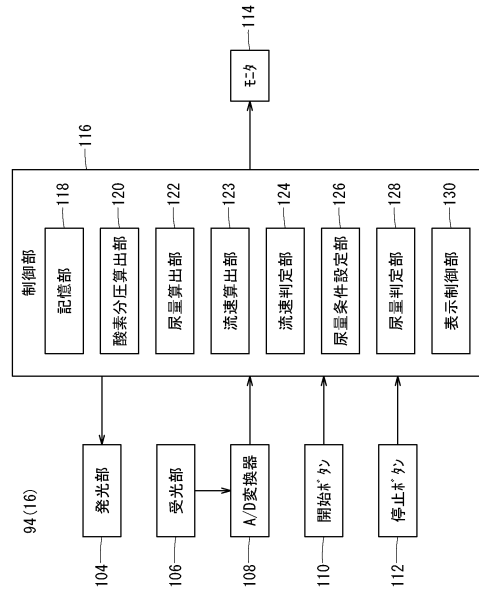 94(16)
104
発光部
106
受光部
108
A/D変換器
110
開始ﾎﾞﾀﾝ
112
停止ﾎﾞﾀﾝ
116
制御部
記憶部
118
酸素分圧算出部
120
尿量算出部
122
流速算出部
123
流速判定部
124
尿量条件設定部
126
尿量判定部
128
表示制御部
130
ﾓﾆﾀ
114